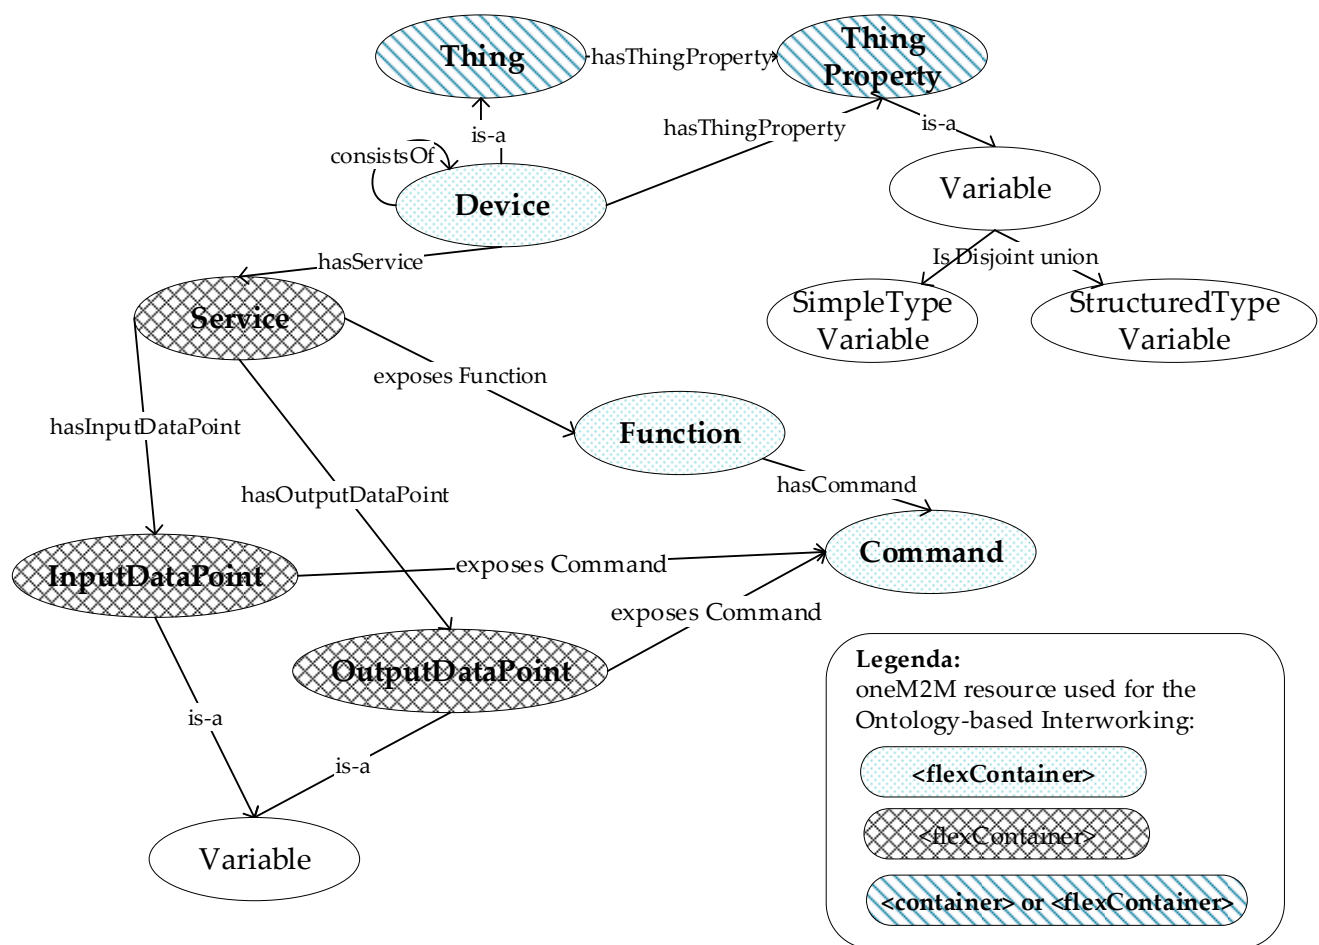 Thing
hasThingProperty
Thing
Property
is-a
hasThingProperty
is-a
consistsOf
Device
Variable
hasService
Is Disjoint union
Service
SimpleType
Variable
StructuredType
Variable
exposes Function
hasInputDataPoint
Function
hasOutputDataPoint
hasCommand
InputDataPoint
exposes Command
Command
exposes Command
OutputDataPoint
is-a
is-a
Variable
Legenda:
oneM2M resource used for the
Ontology-based Interworking:
<flexContainer>
<flexContainer>
<container> or <flexContainer>